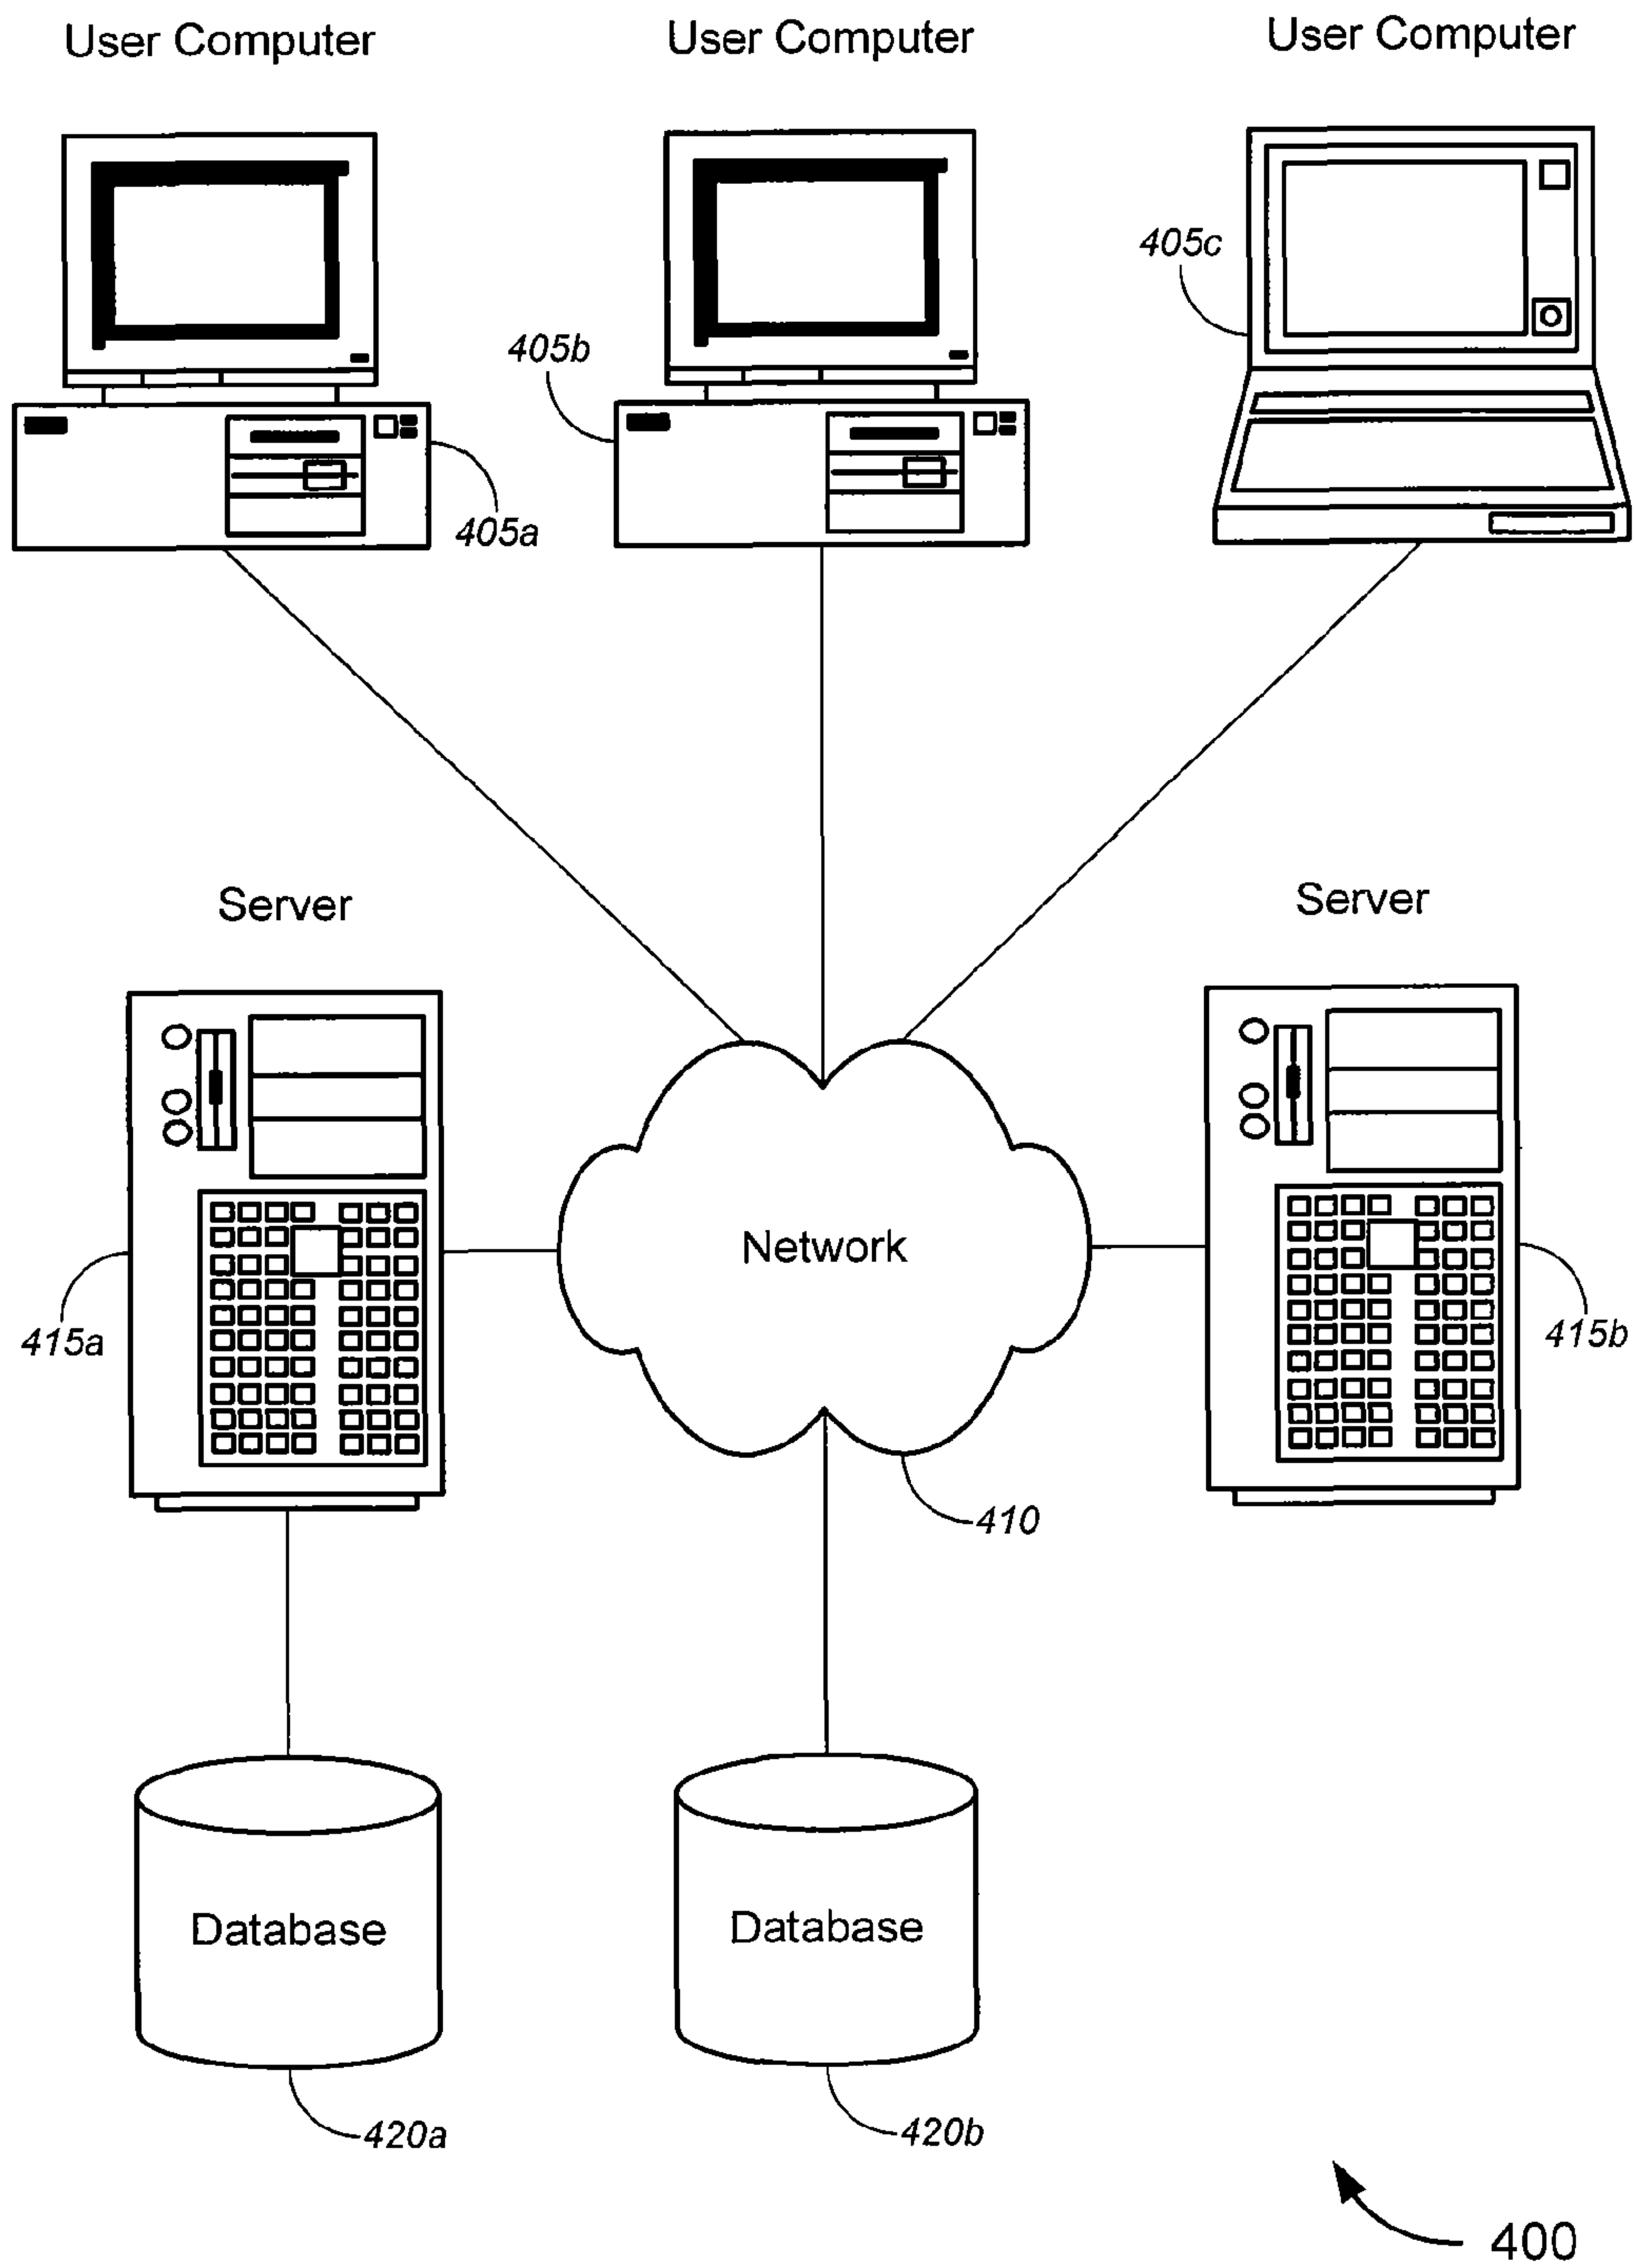 User Computer
User Computer
User Computer
405c
405b
405a
Server
Server
Network
415a
415b
410
Database
Database
420a
420b
400